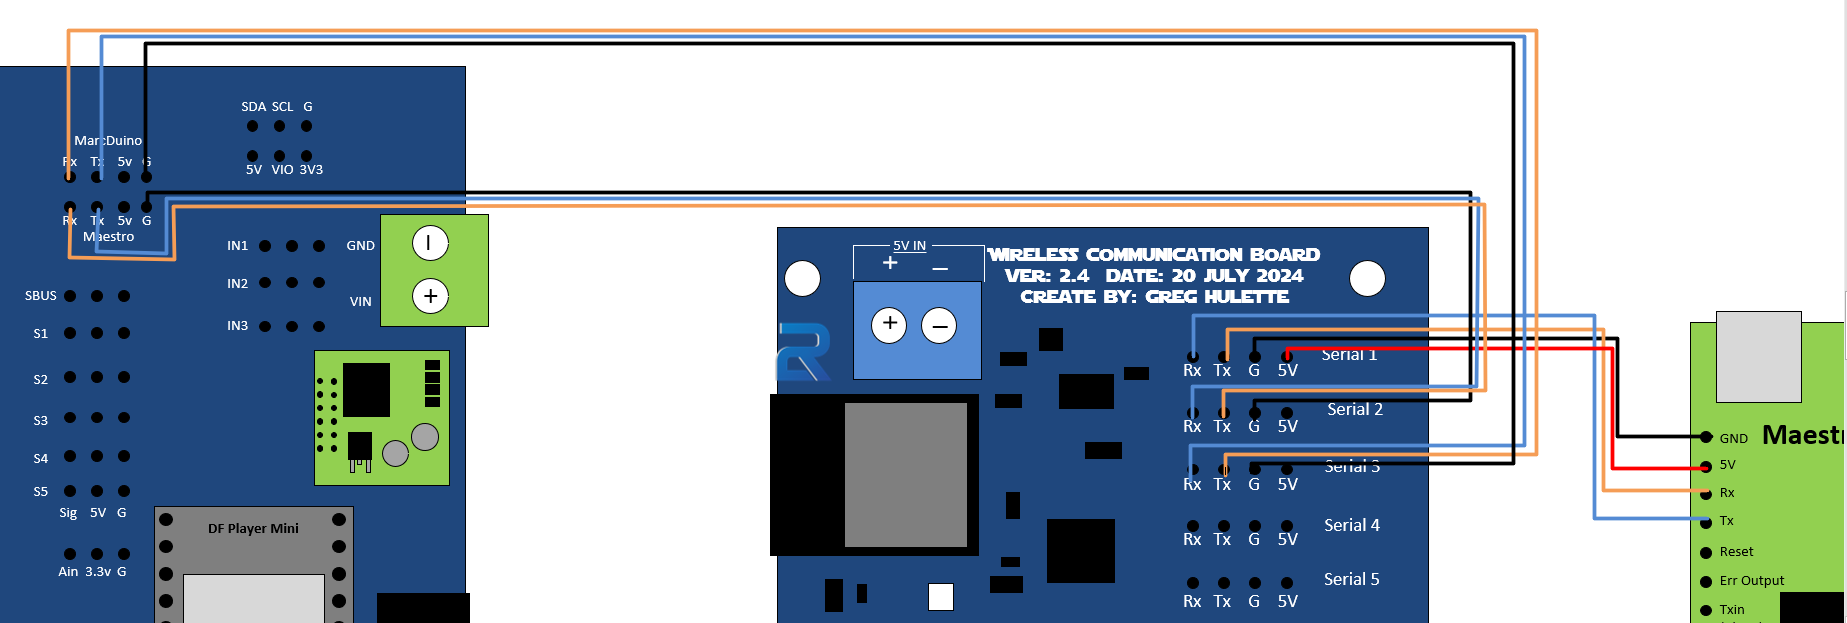 SDA SCL G
5V VIO 3V3
MarcDuino
Rx Tx 5v G
Rx Tx 5v G
Maestro
IN1
IN2
IN3
GND
VIN
SBUS
S1
S2
S3
S4
S5
Sig 5V G
Ain 3.3v G
DF Player Mini
5V IN
+ –
+ –
Wireless Communication Board
Ver: 2.4 Date: 20 July 2024
Create by: Greg Hulette
Serial 1
Rx Tx G 5V
Serial 2
Rx Tx G 5V
Serial 3
Rx Tx G 5V
Serial 4
Rx Tx G 5V
Serial 5
Rx Tx G 5V
Maestr
GND
5V
Rx
Tx
Reset
Err Output
Txin